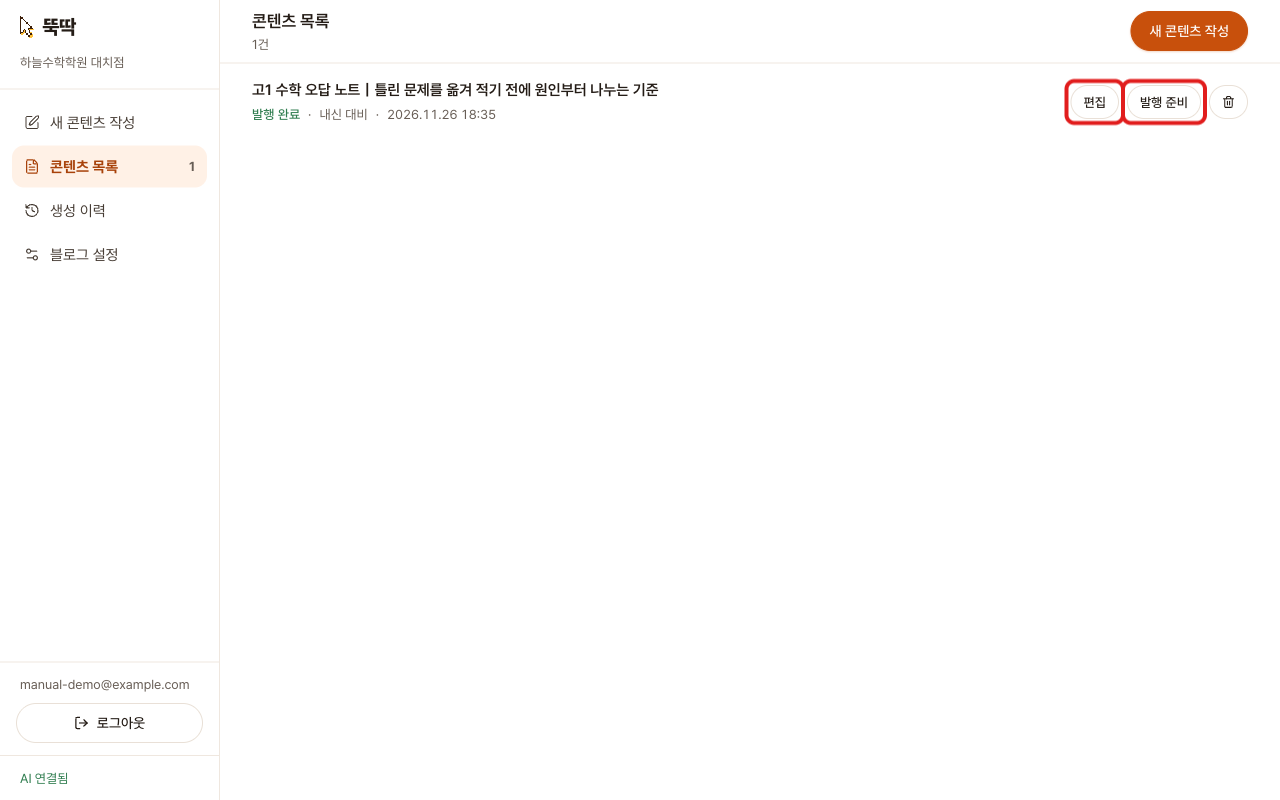 뚝딱
하늘수학학원 대치점
새 콘텐츠 작성
콘텐츠 목록 1
생성 이력
블로그 설정
manual-demo@example.com
로그아웃
AI 연결됨
콘텐츠 목록
1건
새 콘텐츠 작성
고1 수학 오답 노트 | 틀린 문제를 옮겨 적기 전에 원인부터 나누는 기준
발행 완료 · 내신 대비 · 2026.11.26 18:35
편집
발행 준비